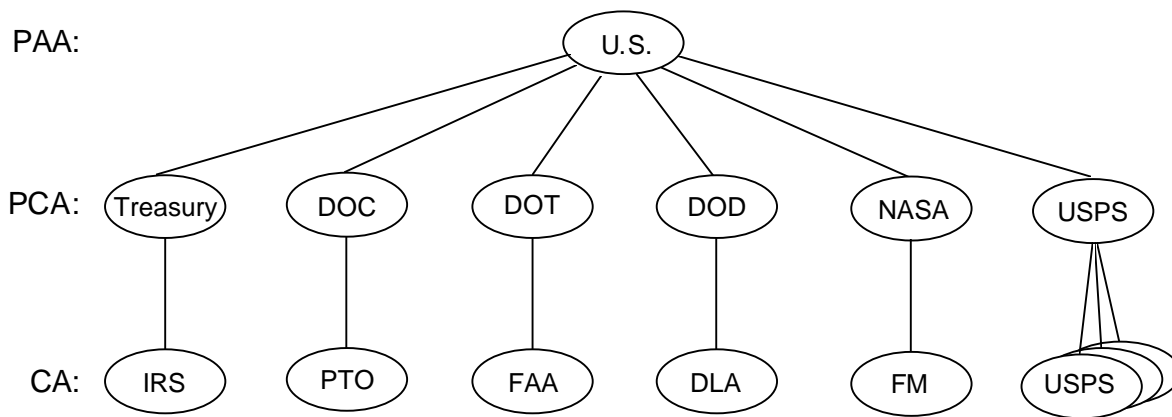 PAA: U.S.
PCA: Treasury DOC DOT DOD NASA USPS
CA: IRS PTO FAA DLA FM USPS